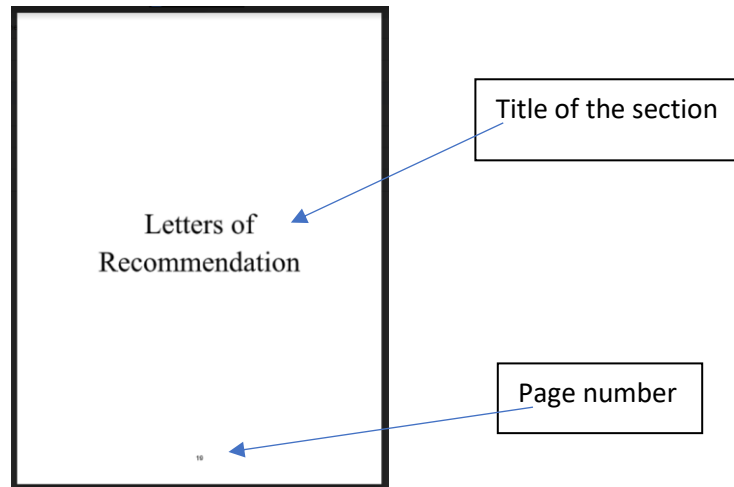 Title of the section
Letters of
Recommendation
Page number